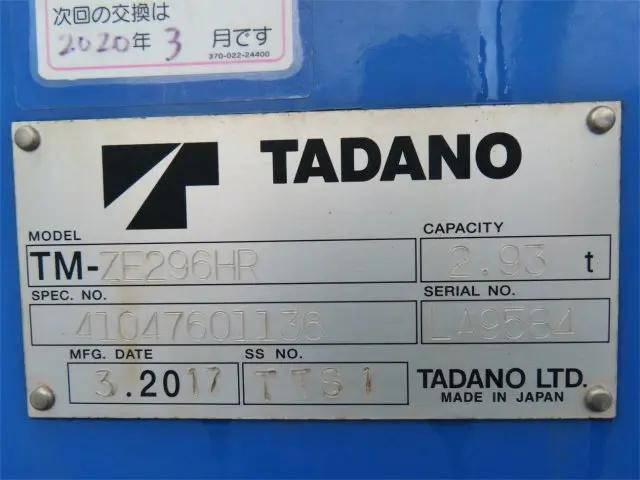 次回の交換は
2020年 3 月です
370-022-24400
TADANO
MODEL
TM-ZE296HR
CAPACITY
2.93 t
SPEC. NO.
41047601136
SERIAL NO.
LA9584
MFG. DATE
3.2017
SS NO.
TTS1
TADANO LTD.
MADE IN JAPAN